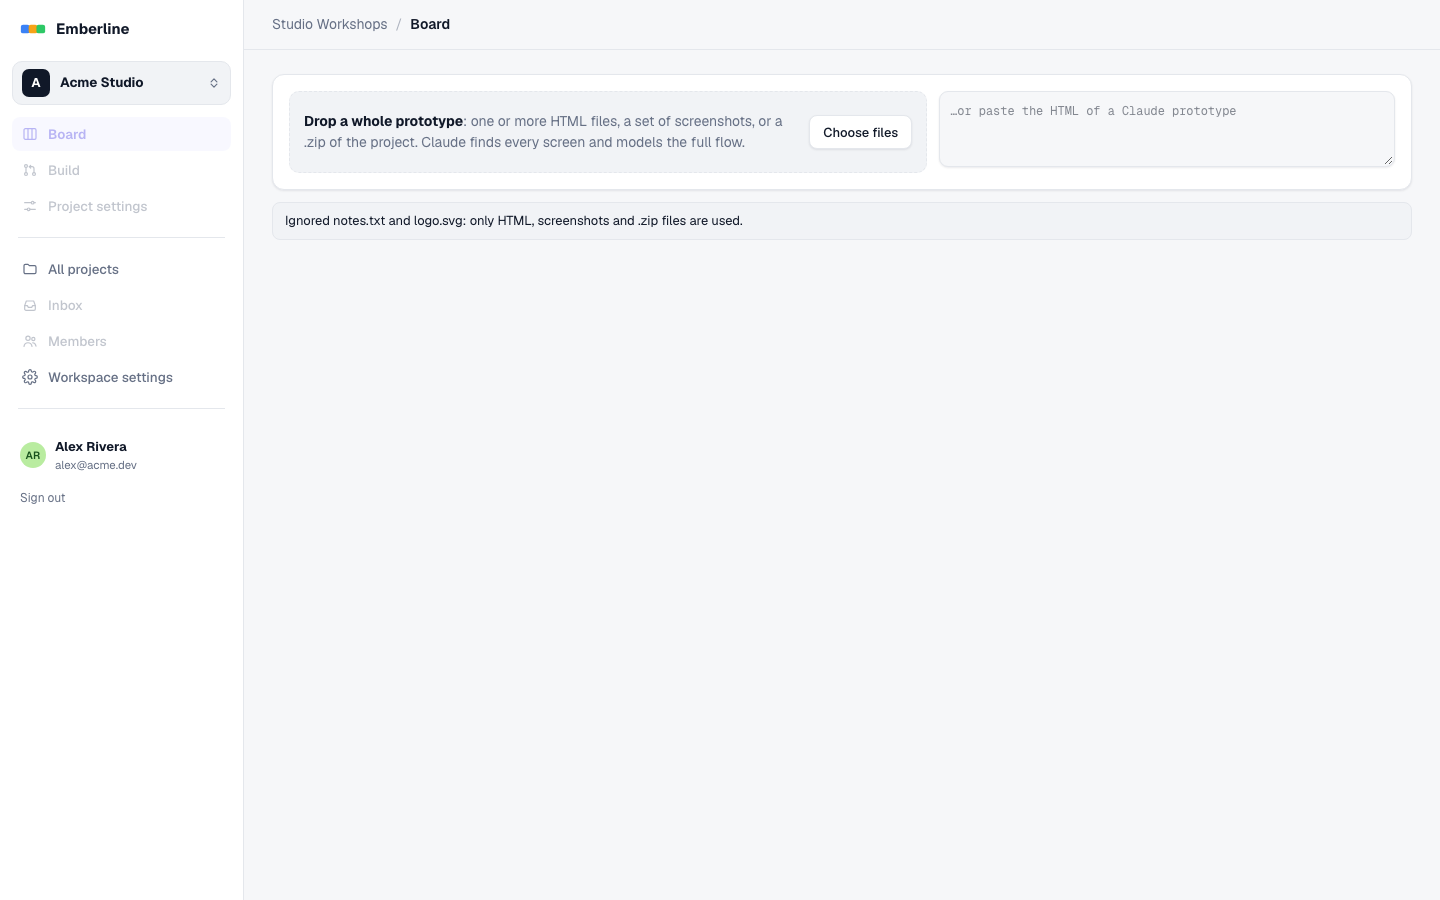 Emberline
A
Acme Studio
Board
Build
Project settings
All projects
Inbox
Members
Workspace settings
AR
Alex Rivera
alex@acme.dev
Sign out
Studio Workshops / Board
Drop a whole prototype: one or more HTML files, a set of screenshots, or a
.zip of the project. Claude finds every screen and models the full flow.
Choose files
…or paste the HTML of a Claude prototype
Ignored notes.txt and logo.svg: only HTML, screenshots and .zip files are used.